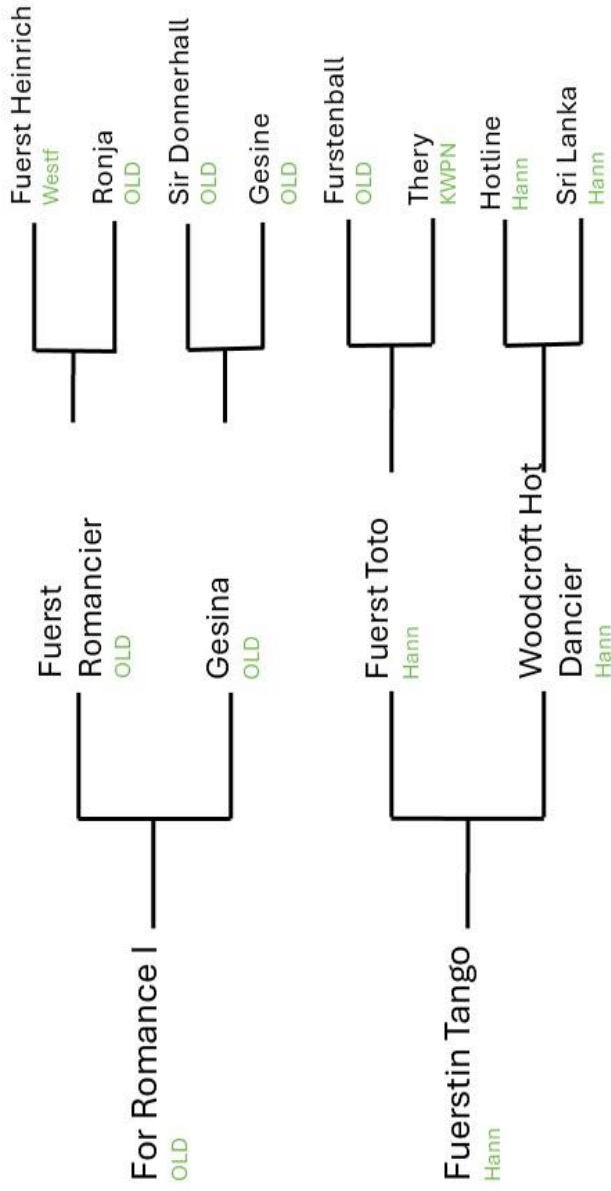 For Romance I
OLD
Fuerst
Romancier
OLD
Fuerst Heinrich
Westf
Ronja
OLD
Gesina
OLD
Sir Donnerhall
OLD
Gesine
OLD
Fuerstin Tango
Hann
Fuerst Toto
Hann
Furstenball
OLD
Thery
KWPN
Woodcroft Hot
Dancier
Hann
Hotline
Hann
Sri Lanka
Hann